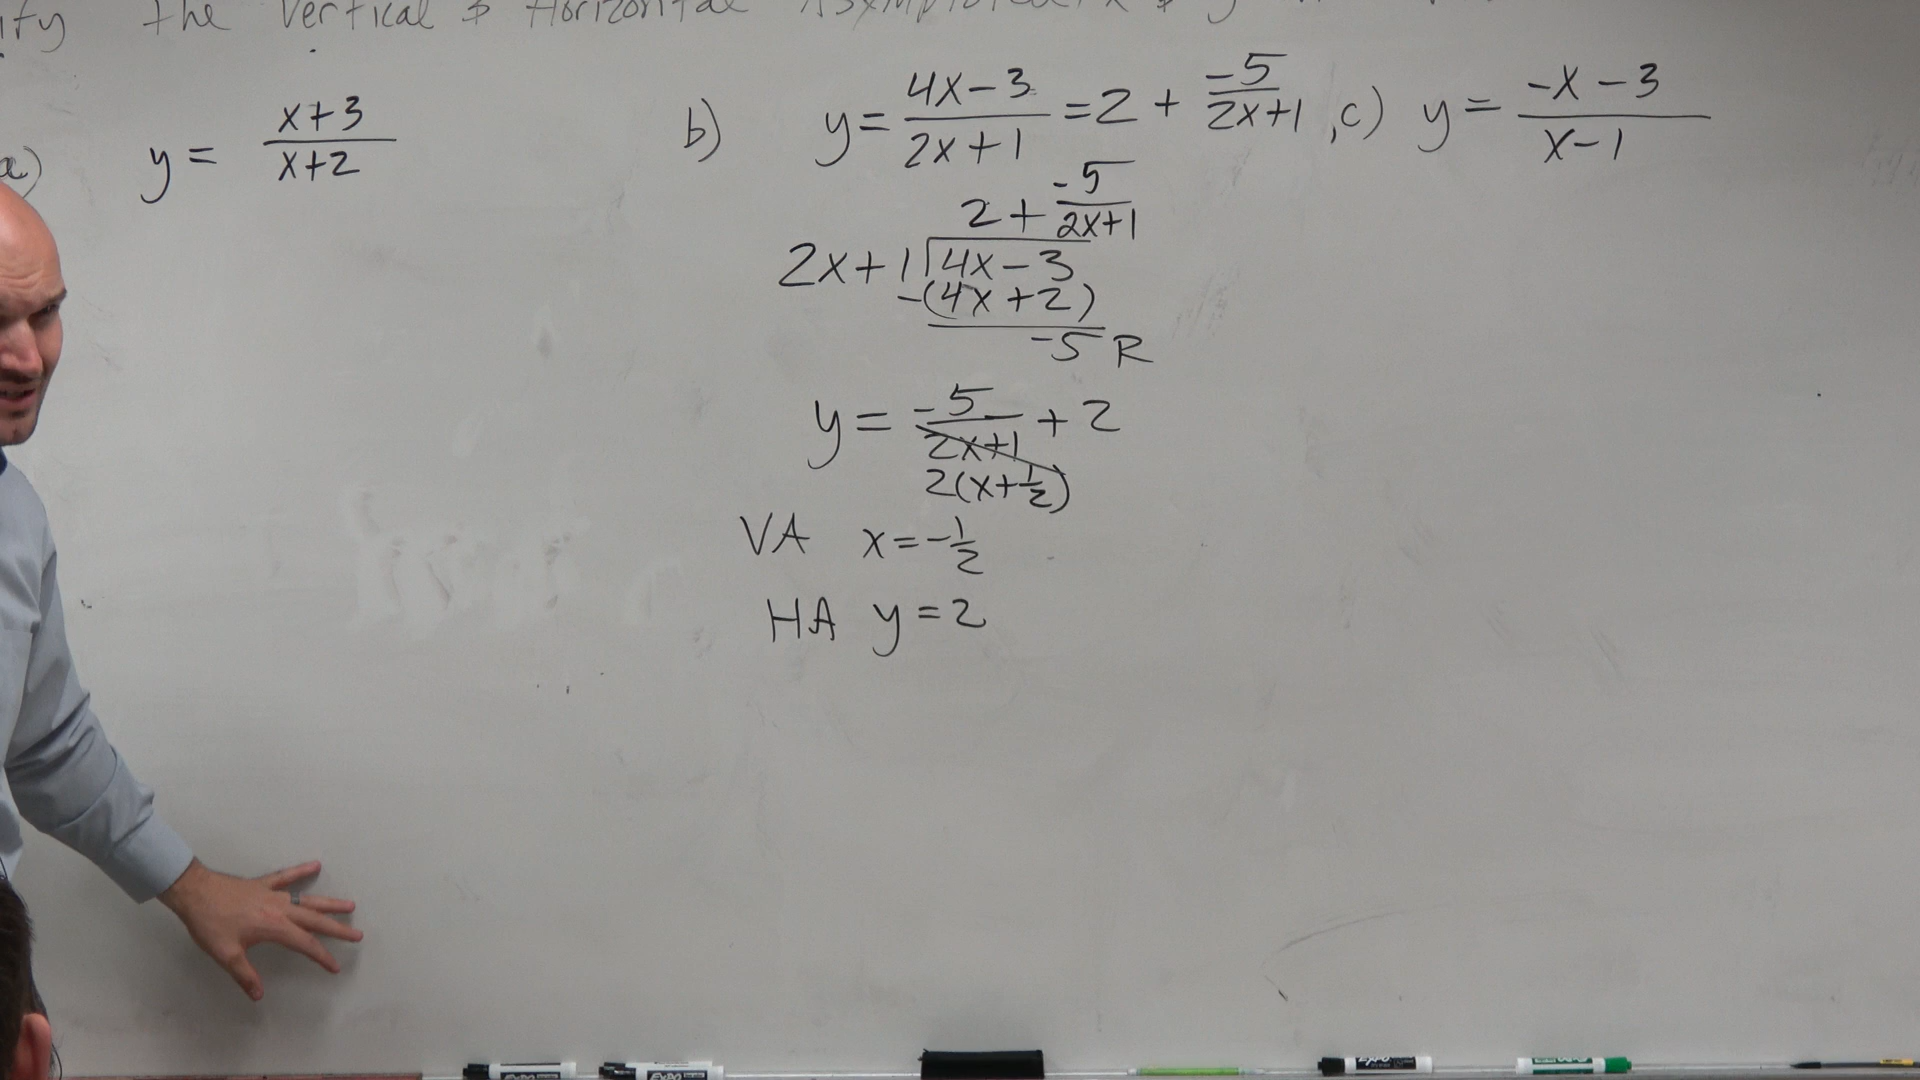 the Vertical & Horizontal
a) y = x+3 / x+2
b) y = 4x-3 / 2x+1 = 2 + -5 / 2x+1
, c) y = -x-3 / x-1
2 + -5 / 2x+1
2x+1 4x-3
-(4x+2)
-5 R
y = -5 / 2x+1 + 2
2(x+1/2)
VA x=-1/2
HA y=2
EXPO